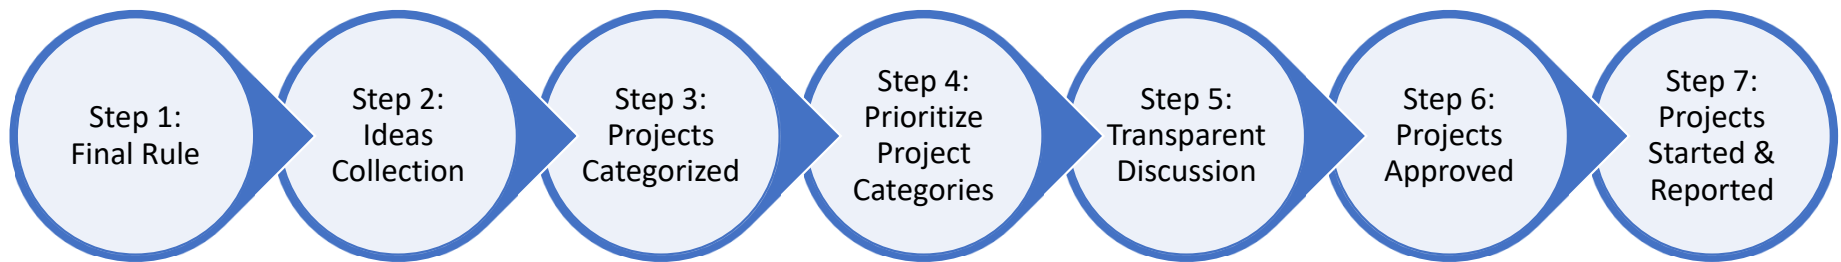 Step 1:
Final Rule
Step 2:
Ideas
Collection
Step 3:
Projects
Categorized
Step 4:
Prioritize
Project
Categories
Step 5:
Transparent
Discussion
Step 6:
Projects
Approved
Step 7:
Projects
Started &
Reported